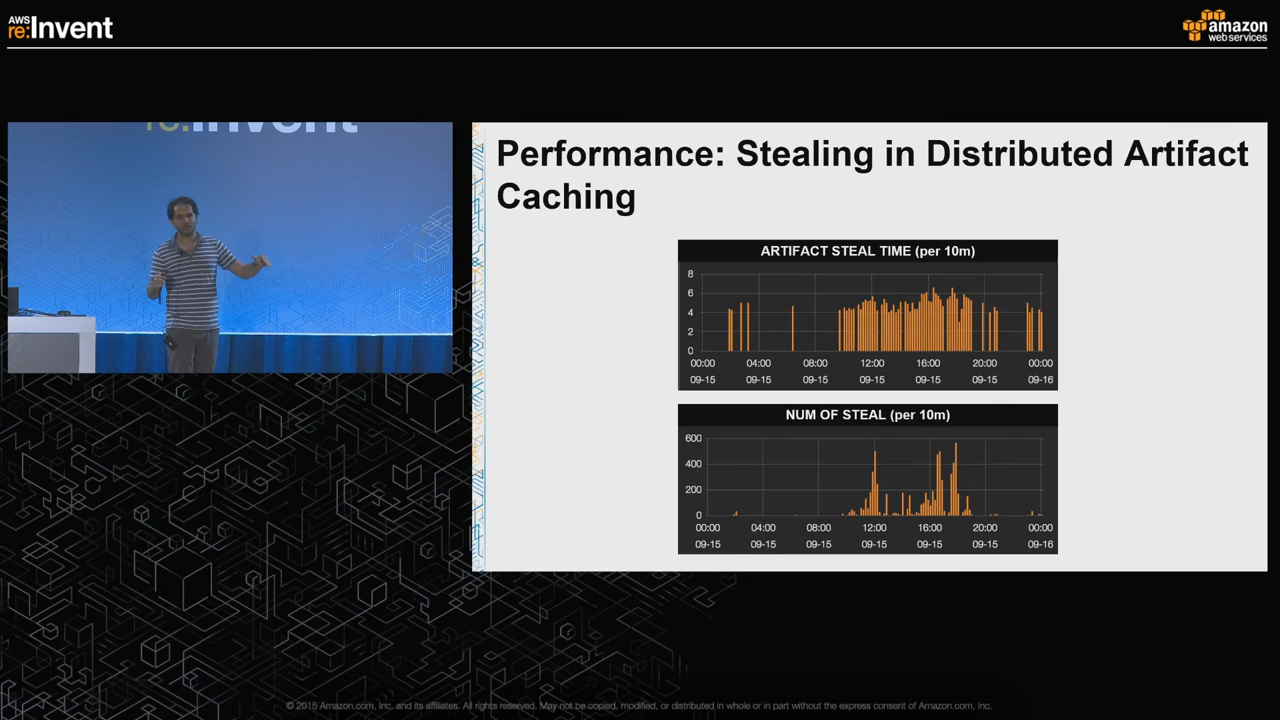 AWS
re:Invent
amazon
web services
re:Invent
Performance: Stealing in Distributed Artifact
Caching
ARTIFACT STEAL TIME (per 10m)
8
6
4
2
0
00:00 04:00 08:00 12:00 16:00 20:00 00:00
09-15 09-15 09-15 09-15 09-15 09-15 09-16
NUM OF STEAL (per 10m)
600
400
200
0
00:00 04:00 08:00 12:00 16:00 20:00 00:00
09-15 09-15 09-15 09-15 09-15 09-15 09-16
© 2015 Amazon.com, Inc. and its affiliates. All rights reserved. May not be copied, modified, or distributed in whole or in part without the express consent of Amazon.com, Inc.